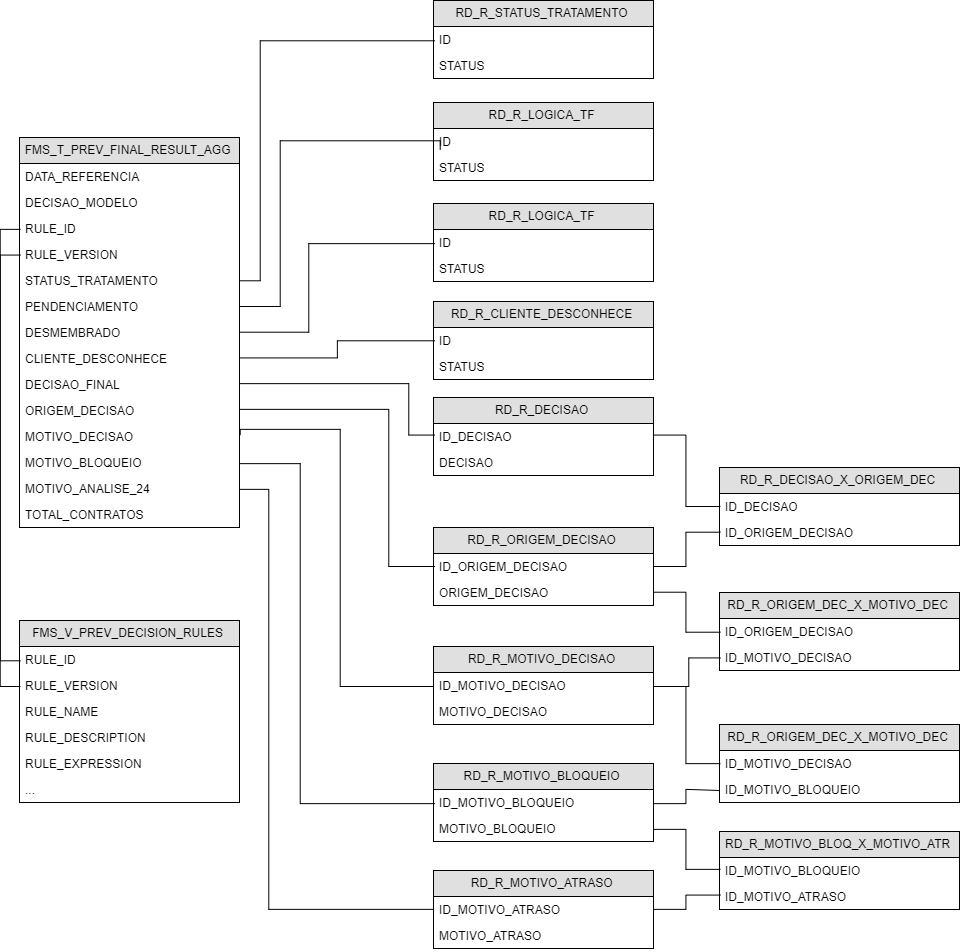 RD_R_STATUS_TRATAMENTO
ID
STATUS
RD_R_LOGICA_TF
ID
STATUS
FMS_T_PREV_FINAL_RESULT_AGG
DATA_REFERENCIA
DECISAO_MODELO
RULE_ID
RULE_VERSION
STATUS_TRATAMENTO
PENDENCIAMENTO
DESMEMBRADO
CLIENTE_DESCONHECE
DECISAO_FINAL
ORIGEM_DECISAO
MOTIVO_DECISAO
MOTIVO_BLOQUEIO
MOTIVO_ANALISE_24
TOTAL_CONTRATOS
RD_R_LOGICA_TF
ID
STATUS
RD_R_CLIENTE_DESCONHECE
ID
STATUS
RD_R_DECISAO
ID_DECISAO
DECISAO
RD_R_DECISAO_X_ORIGEM_DEC
ID_DECISAO
ID_ORIGEM_DECISAO
RD_R_ORIGEM_DECISAO
ID_ORIGEM_DECISAO
ORIGEM_DECISAO
RD_R_ORIGEM_DEC_X_MOTIVO_DEC
ID_ORIGEM_DECISAO
ID_MOTIVO_DECISAO
FMS_V_PREV_DECISION_RULES
RULE_ID
RULE_VERSION
RULE_NAME
RULE_DESCRIPTION
RULE_EXPRESSION
...
RD_R_MOTIVO_DECISAO
ID_MOTIVO_DECISAO
MOTIVO_DECISAO
RD_R_ORIGEM_DEC_X_MOTIVO_DEC
ID_MOTIVO_DECISAO
ID_MOTIVO_BLOQUEIO
RD_R_MOTIVO_BLOQUEIO
ID_MOTIVO_BLOQUEIO
MOTIVO_BLOQUEIO
RD_R_MOTIVO_BLOQ_X_MOTIVO_ATR
ID_MOTIVO_BLOQUEIO
ID_MOTIVO_ATRASO
RD_R_MOTIVO_ATRASO
ID_MOTIVO_ATRASO
MOTIVO_ATRASO